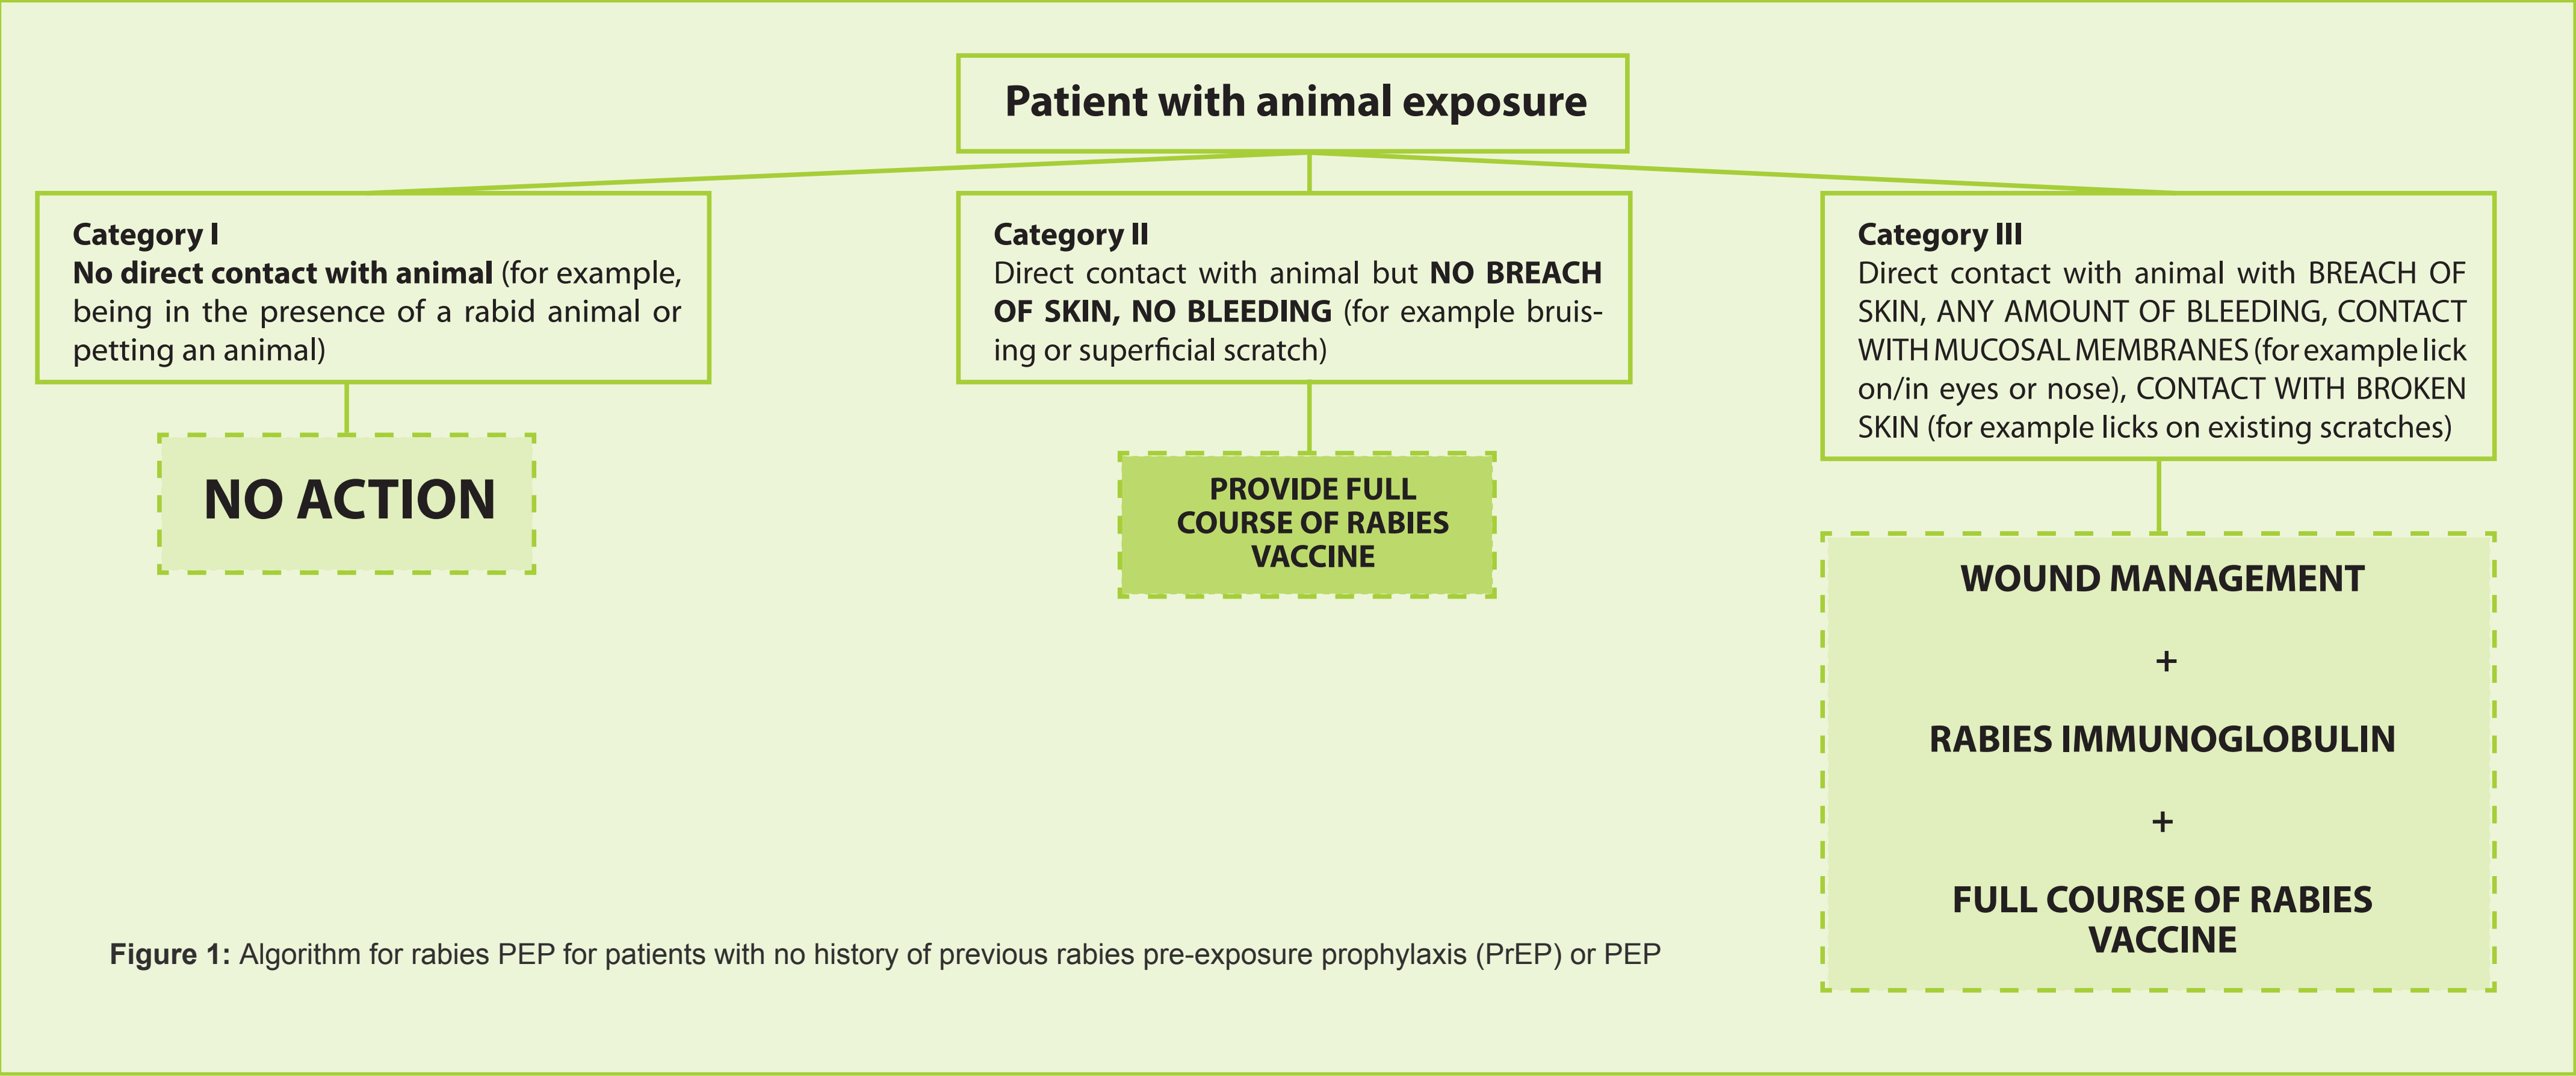 Patient with animal exposure
Category I
No direct contact with animal (for example,
being in the presence of a rabid animal or
petting an animal)
NO ACTION
Category II
Direct contact with animal but NO BREACH
OF SKIN, NO BLEEDING (for example bruis-
ing or superficial scratch)
PROVIDE FULL
COURSE OF RABIES
VACCINE
Category III
Direct contact with animal with BREACH OF
SKIN, ANY AMOUNT OF BLEEDING, CONTACT
WITH MUCOSAL MEMBRANES (for example lick
on/in eyes or nose), CONTACT WITH BROKEN
SKIN (for example licks on existing scratches)
WOUND MANAGEMENT
+
RABIES IMMUNOGLOBULIN
+
FULL COURSE OF RABIES
VACCINE
Figure 1: Algorithm for rabies PEP for patients with no history of previous rabies pre-exposure prophylaxis (PrEP) or PEP